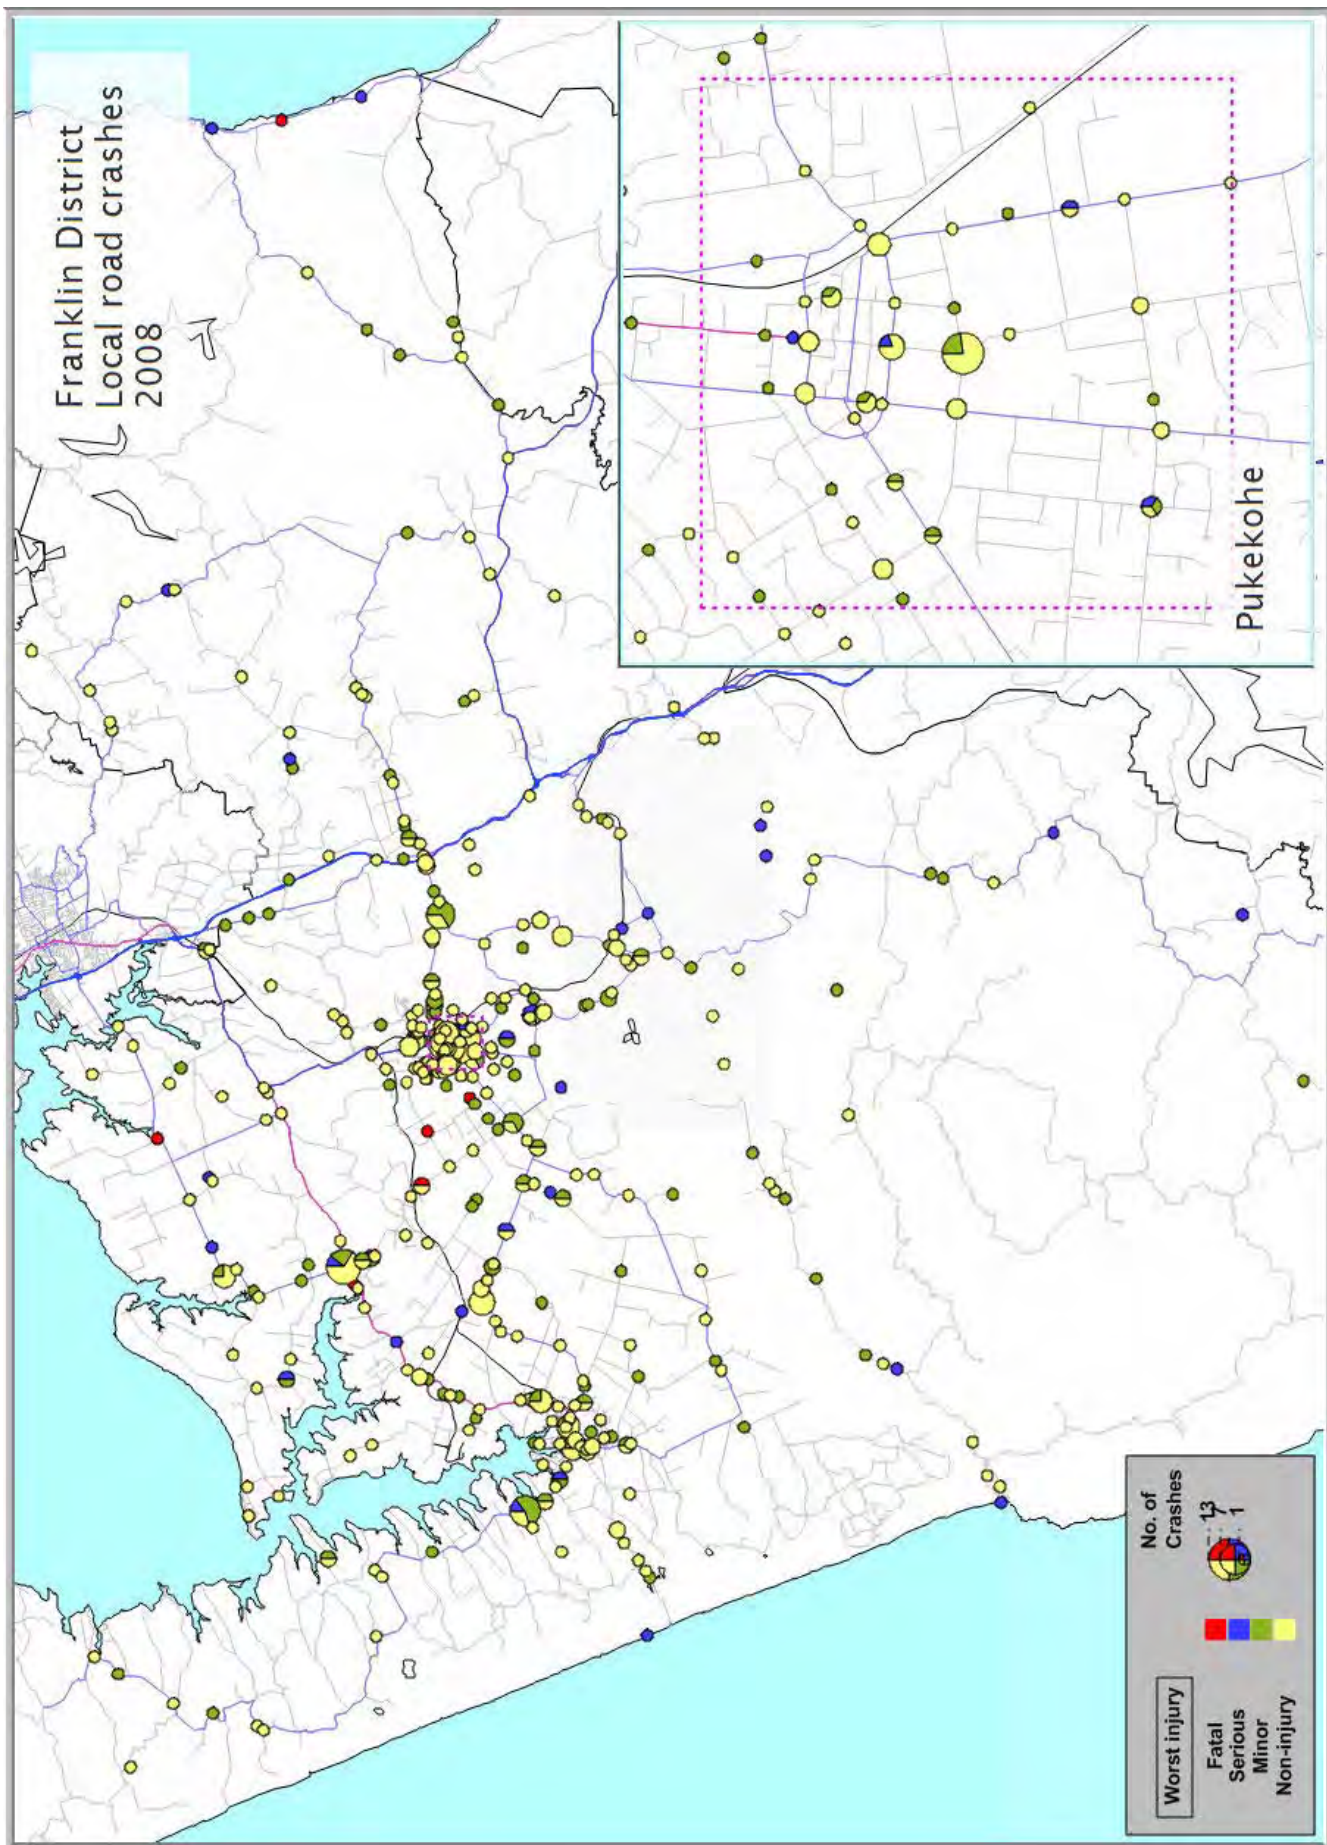 Franklin District
Local road crashes
2008
Pukekohe
Worst injury
Fatal
Serious
Minor
Non-injury
No. of
Crashes
13
7
1